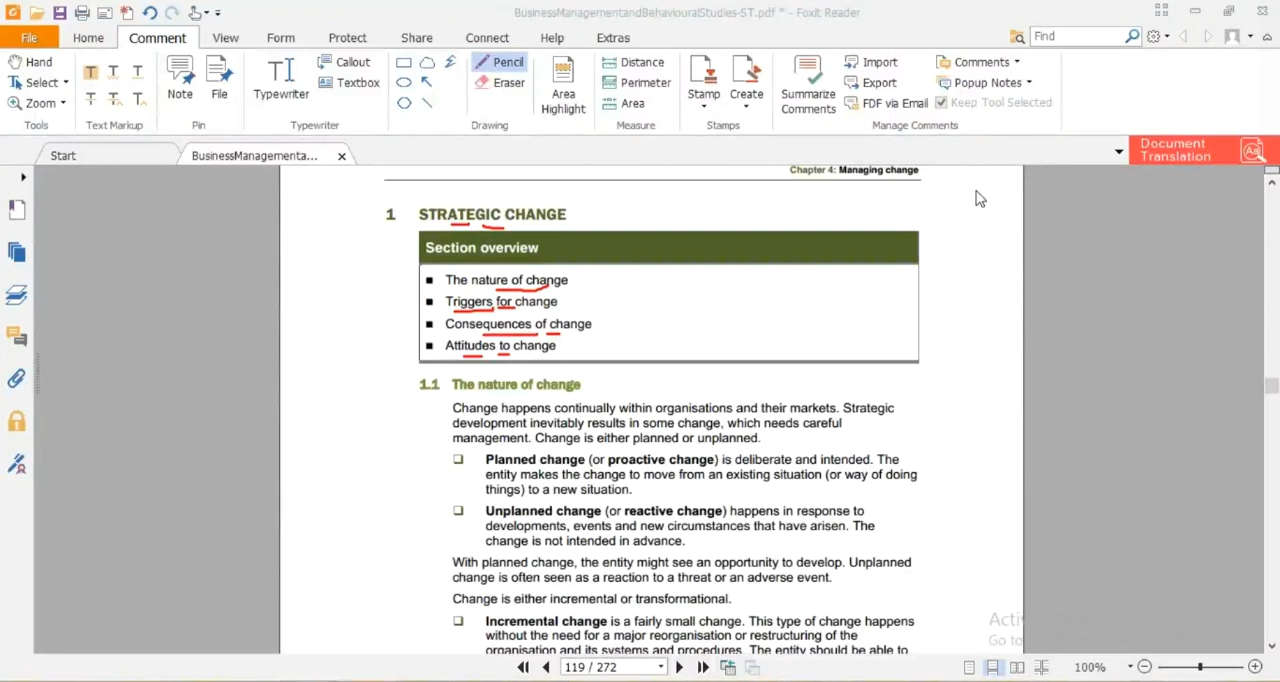 BusinessManagementandBehaviouralStudies-ST.pdf * - Foxit Reader
File Home Comment View Form Protect Share Connect Help Extras Find
Hand
Select
Zoom
Tools
T T T
T T T
Text Markup
Note File
Pin
Typewriter Callout
Textbox
Typewriter
Pencil
Eraser
Drawing
Area
Highlight
Distance
Perimeter
Area
Measure
Stamp Create
Stamps
Summarize
Comments
Import
Export
FDF via Email
Comments
Popup Notes
Keep Tool Selected
Manage Comments
Start BusinessManagementa... Document
Translation
Chapter 4: Managing change
1 STRATEGIC CHANGE
Section overview
■ The nature of change
■ Triggers for change
■ Consequences of change
■ Attitudes to change
1.1 The nature of change
Change happens continually within organisations and their markets. Strategic
development inevitably results in some change, which needs careful
management. Change is either planned or unplanned.
❑ Planned change (or proactive change) is deliberate and intended. The
entity makes the change to move from an existing situation (or way of doing
things) to a new situation.
❑ Unplanned change (or reactive change) happens in response to
developments, events and new circumstances that have arisen. The
change is not intended in advance.
With planned change, the entity might see an opportunity to develop. Unplanned
change is often seen as a reaction to a threat or an adverse event.
Change is either incremental or transformational.
❑ Incremental change is a fairly small change. This type of change happens
without the need for a major reorganisation or restructuring of the
organisation and its systems and procedures. The entity should be able to
Go to
119 / 272 100%